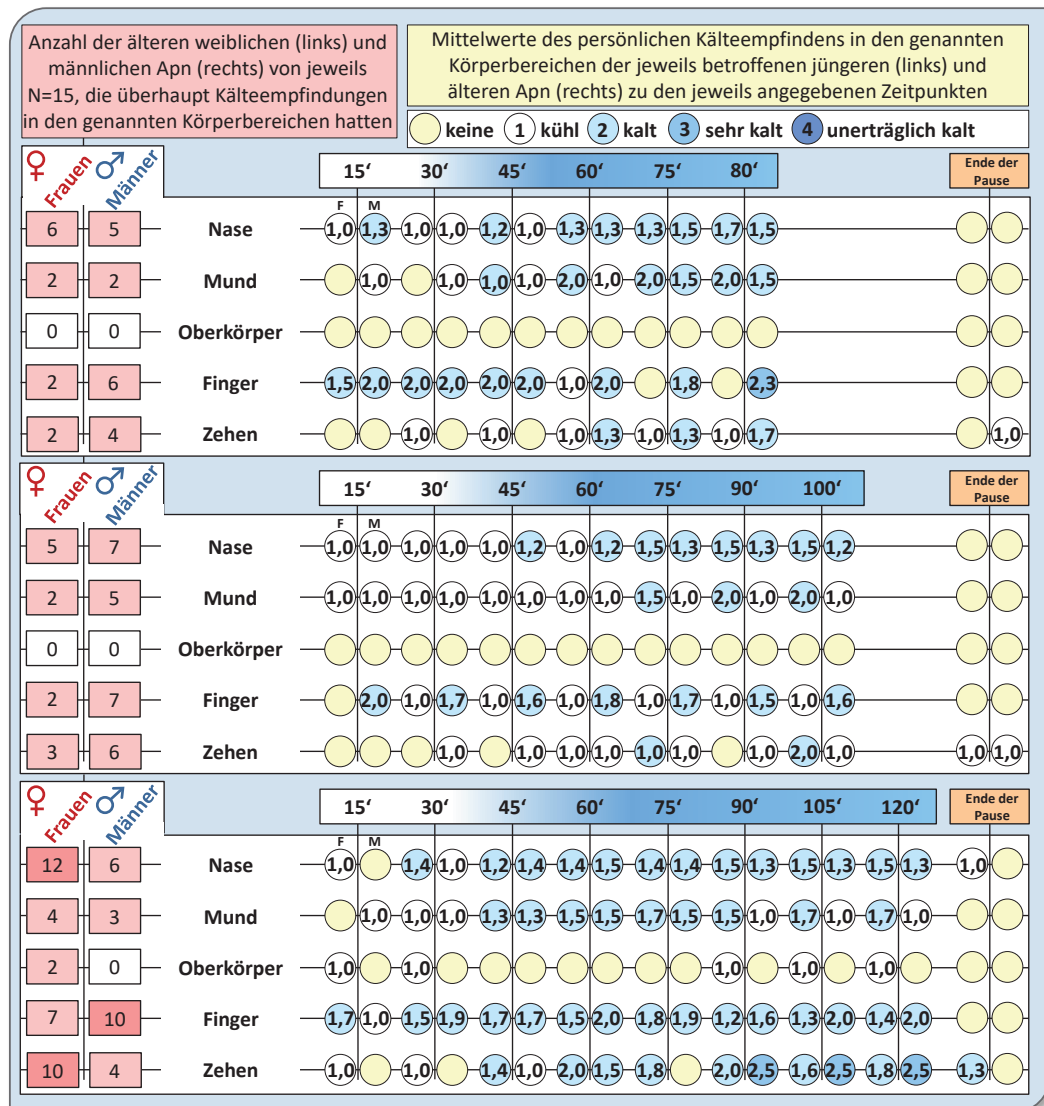 Anzahl der älteren weiblichen (links) und
männlichen Apn (rechts) von jeweils
N=15, die überhaupt Kälteempfindungen
in den genannten Körperbereichen hatten
Mittelwerte des persönlichen Kälteempfindens in den genannten
Körperbereichen der jeweils betroffenen jüngeren (links) und
älteren Apn (rechts) zu den jeweils angegebenen Zeitpunkten
keine 1 kühl 2 kalt 3 sehr kalt 4 unerträglich kalt
♀ Frauen ♂ Männer 15‘ 30‘ 45‘ 60‘ 75‘ 80‘ Ende der
Pause
F M
6 5 Nase 1,0 1,3 1,0 1,0 1,2 1,0 1,3 1,3 1,3 1,5 1,7 1,5
2 2 Mund 1,0 1,0 1,0 1,0 2,0 1,0 2,0 1,5 2,0 1,5
0 0 Oberkörper
2 6 Finger 1,5 2,0 2,0 2,0 2,0 2,0 1,0 2,0 1,8 2,3
2 4 Zehen 1,0 1,0 1,0 1,3 1,0 1,3 1,0 1,7 1,0
♀ Frauen ♂ Männer 15‘ 30‘ 45‘ 60‘ 75‘ 90‘ 100‘ Ende der
Pause
F M
5 7 Nase 1,0 1,0 1,0 1,0 1,0 1,2 1,0 1,2 1,5 1,3 1,5 1,3 1,5 1,2
2 5 Mund 1,0 1,0 1,0 1,0 1,0 1,0 1,0 1,0 1,5 1,0 2,0 1,0 2,0 1,0
0 0 Oberkörper
2 7 Finger 2,0 1,0 1,7 1,0 1,6 1,0 1,8 1,0 1,7 1,0 1,5 1,0 1,6
3 6 Zehen 1,0 1,0 1,0 1,0 1,0 1,0 1,0 2,0 1,0 1,0 1,0
♀ Frauen ♂ Männer 15‘ 30‘ 45‘ 60‘ 75‘ 90‘ 105‘ 120‘ Ende der
Pause
F M
12 6 Nase 1,0 1,4 1,0 1,2 1,4 1,4 1,5 1,4 1,4 1,5 1,3 1,5 1,3 1,5 1,3 1,0
4 3 Mund 1,0 1,0 1,0 1,3 1,3 1,5 1,5 1,7 1,5 1,5 1,0 1,7 1,0 1,7 1,0
2 0 Oberkörper 1,0 1,0 1,0 1,0 1,0
7 10 Finger 1,7 1,0 1,5 1,9 1,7 1,7 1,5 2,0 1,8 1,9 1,2 1,6 1,3 2,0 1,4 2,0
10 4 Zehen 1,0 1,0 1,4 1,0 2,0 1,5 1,8 2,0 2,5 1,6 2,5 1,8 2,5 1,3